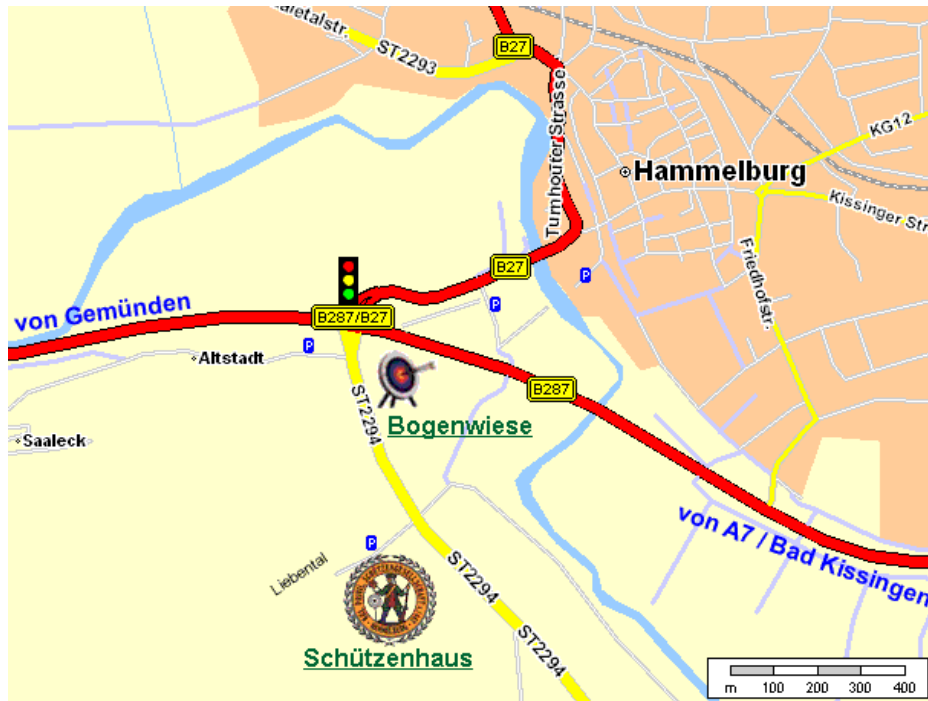 aletalstr.
ST2293
B27
Turnhouter Strasse
KG12
Hammelburg
Kissinger Str
Friedhofstr.
B27
P
P
von Gemünden
B287/B27
P
Altstadt
ST2294
B287
Bogenwiese
Saaleck
von A7 / Bad Kissingen
P
Liebental
ST2294
Schützenhaus
ST2294
m 100 200 300 400